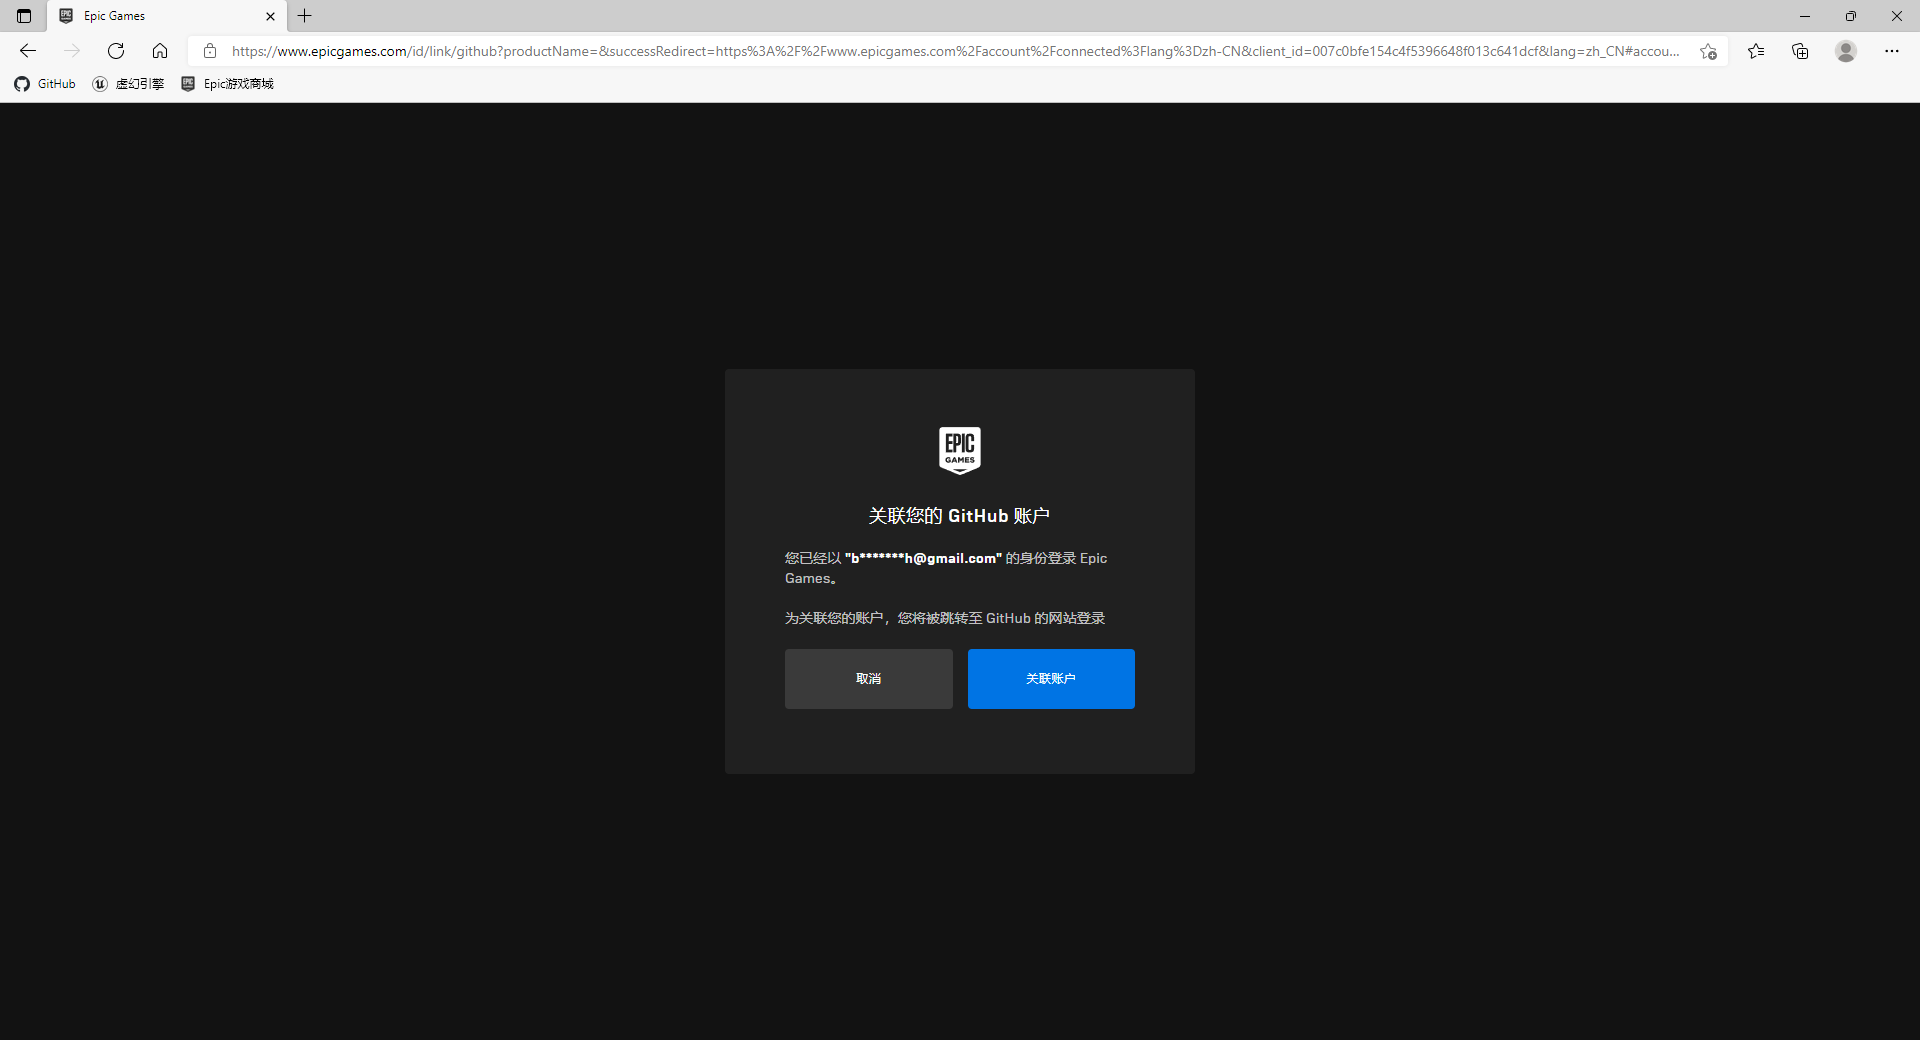 Epic Games
https://www.epicgames.com/id/link/github?productName=&successRedirect=https%3A%2F%2Fwww.epicgames.com%2Faccount%2Fconnected%3Flang%3Dzh-CN&client_id=007c0bfe154c4f5396648f013c641dcf&lang=zh_CN#accou...
GitHub 虚幻引擎 Epic游戏商城
EPIC
GAMES
关联您的 GitHub 账户
您已经以 "b*******h@gmail.com" 的身份登录 Epic
Games。
为关联您的账户，您将被跳转至 GitHub 的网站登录
取消 关联账户